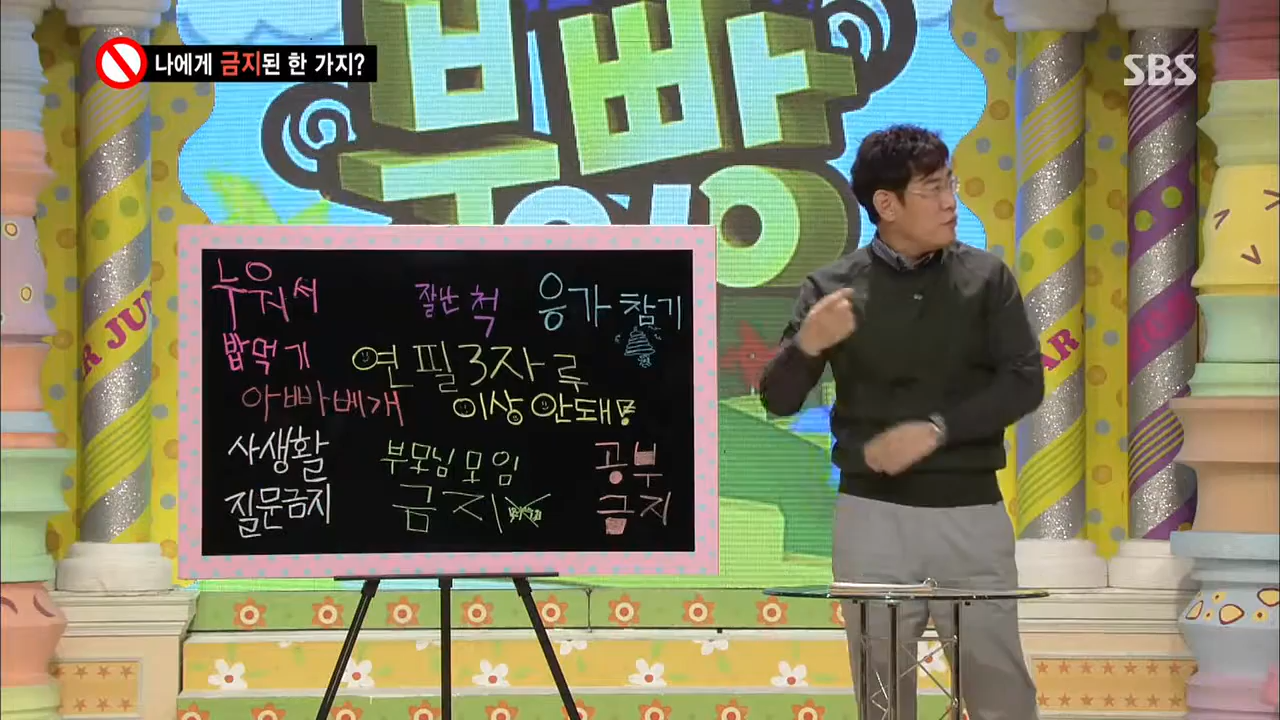 나에게 금지된 한 가지?
SBS
누워서
밥먹기
잘난 척
응가 참기
연필 3자루
이상 안돼!
아빠베개
사생활
질문금지
부모님 모임
금지
공부
금지